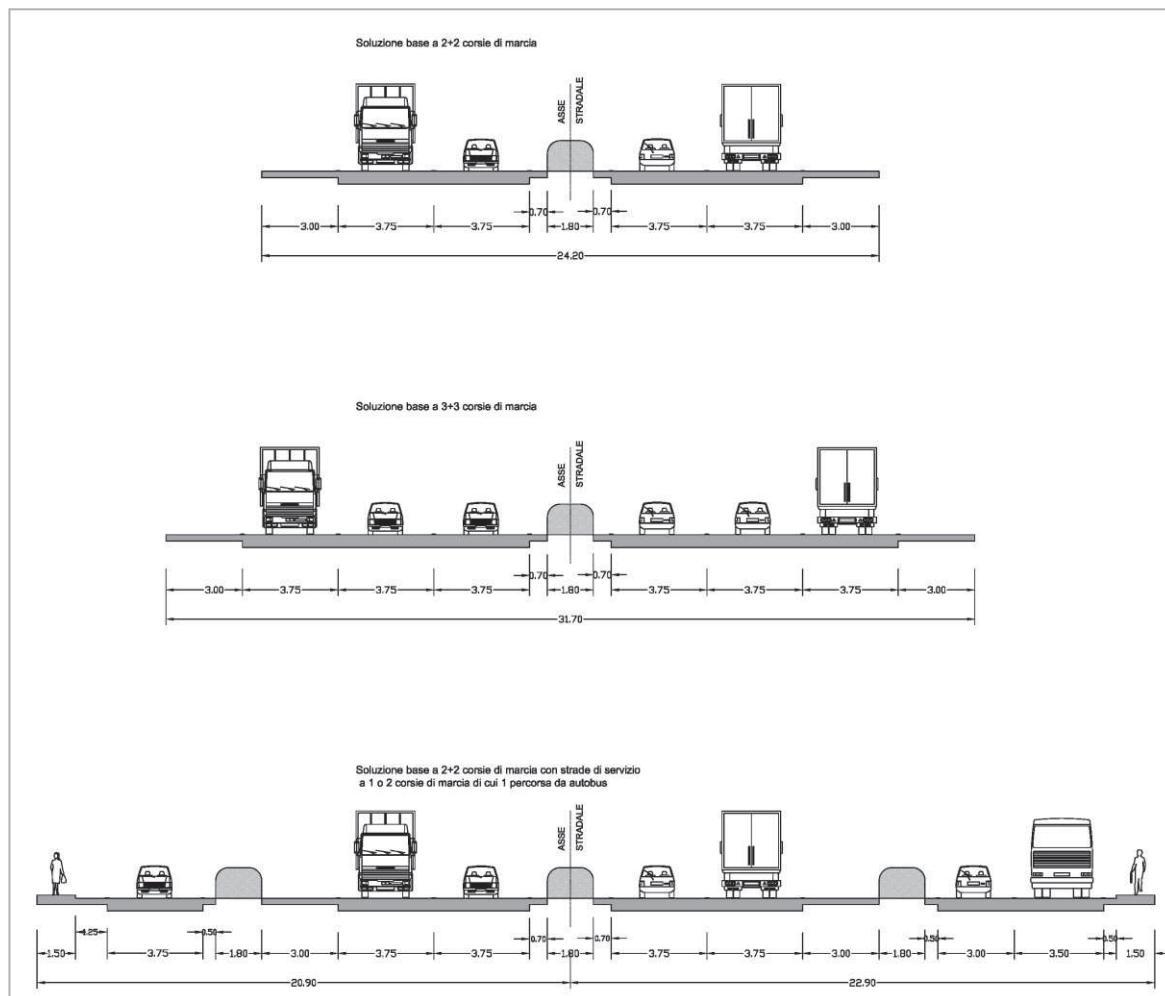 Soluzione base a 2+2 corsie di marcia
ASSE
STRADALE
0.70 0.70
3.00 3.75 3.75 1.80 3.75 3.75 3.00
24.20
Soluzione base a 3+3 corsie di marcia
ASSE
STRADALE
0.70 0.70
3.00 3.75 3.75 3.75 1.80 3.75 3.75 3.75 3.00
31.70
Soluzione base a 2+2 corsie di marcia con strade di servizio
a 1 o 2 corsie di marcia di cui 1 percorsa da autobus
ASSE
STRADALE
1.25 0.50 0.70 0.70 0.50 0.50
1.50 3.75 1.80 3.00 3.75 3.75 1.80 3.75 3.75 3.00 1.80 3.00 3.50 1.50
20.90 22.90